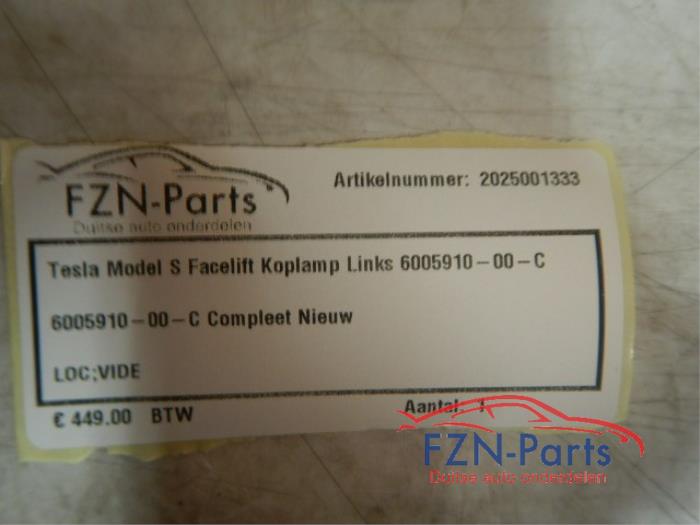 FZN-Parts
Duitse auto onderdelen
Artikelnummer: 2025001333
Tesla Model S Facelift Koplamp Links 6005910-00-C
6005910-00-C Compleet Nieuw
LOC;VIDE
€ 449.00 BTW
Aantal: 1
FZN-Parts
Duitse auto onderdelen